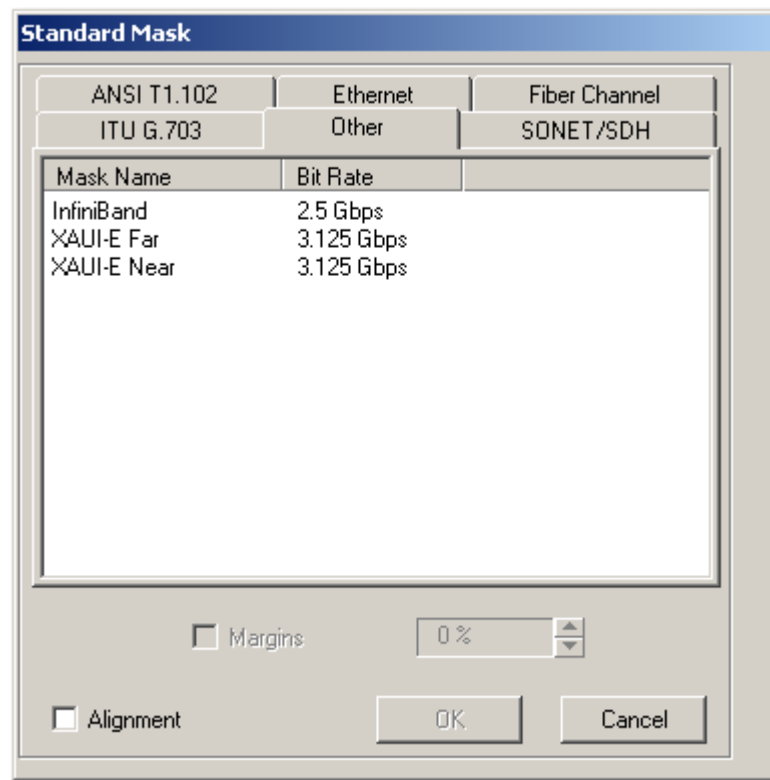 Standard Mask
ANSI T1.102 Ethernet Fiber Channel
ITU G.703 Other SONET/SDH
Mask Name Bit Rate
InfiniBand 2.5 Gbps
XAUI-E Far 3.125 Gbps
XAUI-E Near 3.125 Gbps
Margins 0 %
Alignment OK Cancel